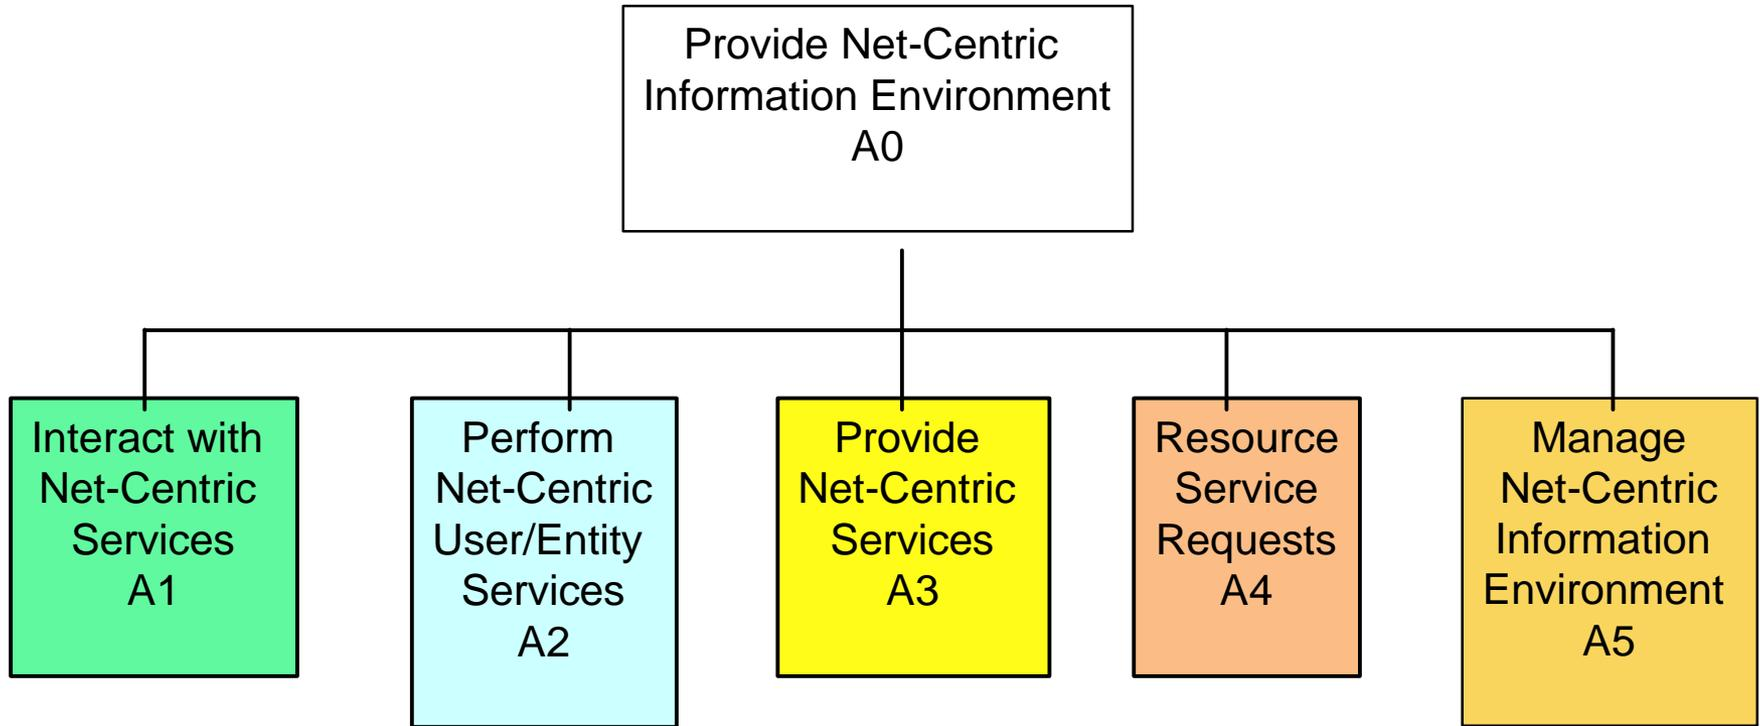 Provide Net-Centric
Information Environment
A0
Interact with
Net-Centric
Services
A1
Perform
Net-Centric
User/Entity
Services
A2
Provide
Net-Centric
Services
A3
Resource
Service
Requests
A4
Manage
Net-Centric
Information
Environment
A5